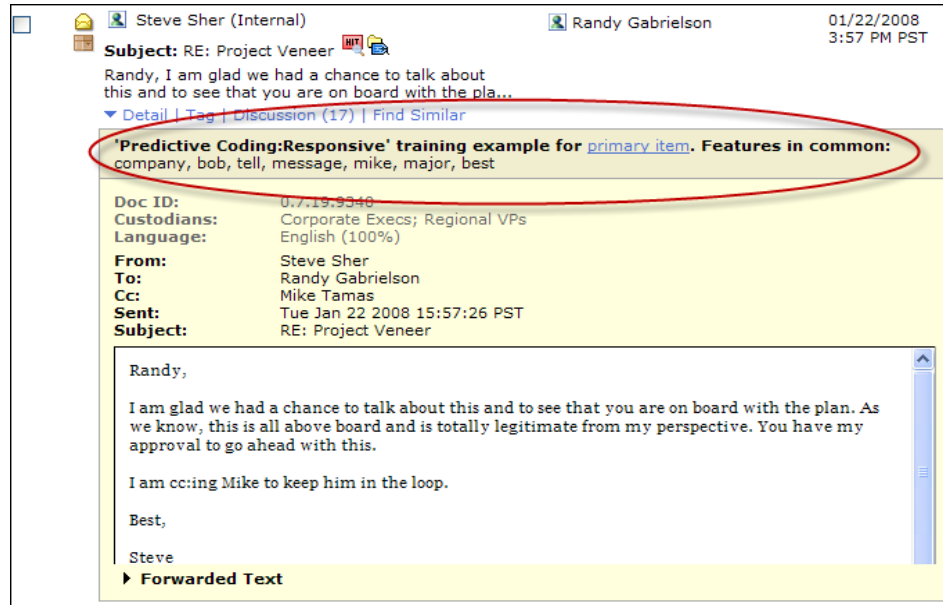 Steve Sher (Internal) Randy Gabrielson 01/22/2008
3:57 PM PST
Subject: RE: Project Veneer HIT
Randy, I am glad we had a chance to talk about
this and to see that you are on board with the pla...
Detail | Tag | Discussion (17) | Find Similar
'Predictive Coding:Responsive' training example for primary item. Features in common:
company, bob, tell, message, mike, major, best
Doc ID: 0.7.19.9340
Custodians: Corporate Execs; Regional VPs
Language: English (100%)
From: Steve Sher
To: Randy Gabrielson
Cc: Mike Tamas
Sent: Tue Jan 22 2008 15:57:26 PST
Subject: RE: Project Veneer
Randy,
I am glad we had a chance to talk about this and to see that you are on board with the plan. As
we know, this is all above board and is totally legitimate from my perspective. You have my
approval to go ahead with this.
I am cc:ing Mike to keep him in the loop.
Best,
Steve
Forwarded Text